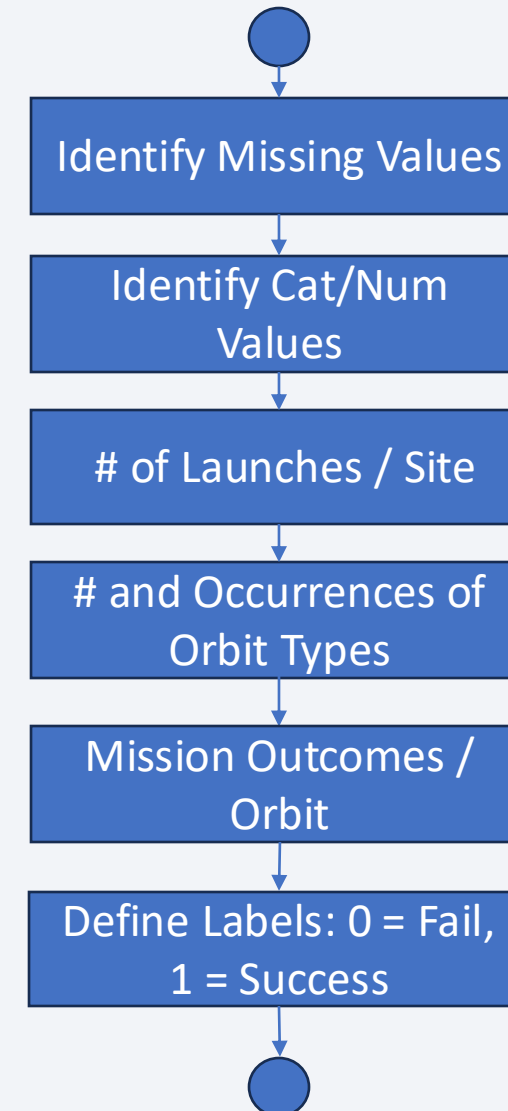 Identify Missing Values
Identify Cat/Num
Values
# of Launches / Site
# and Occurrences of
Orbit Types
Mission Outcomes /
Orbit
Define Labels: 0 = Fail,
1 = Success